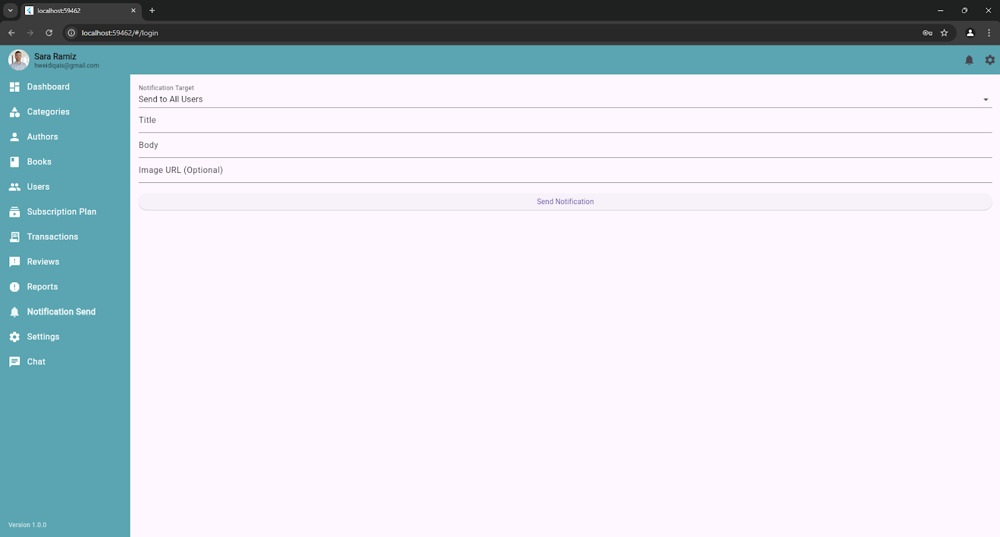 localhost:59462
localhost:59462/#/login
Sara Ramiz
hweidiqais@gmail.com
Dashboard
Categories
Authors
Books
Users
Subscription Plan
Transactions
Reviews
Reports
Notification Send
Settings
Chat
Version 1.0.0
Notification Target
Send to All Users
Title
Body
Image URL (Optional)
Send Notification